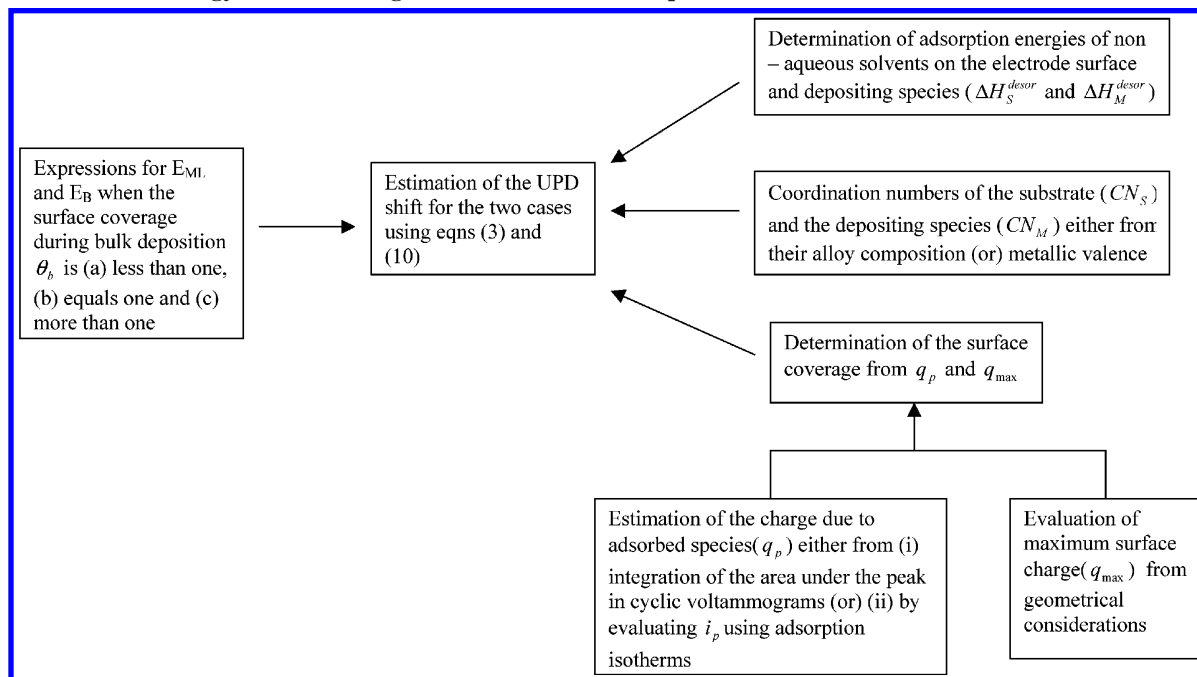 Determination of adsorption energies of non
– aqueous solvents on the electrode surface
and depositing species (ΔH_S^{desor} and ΔH_M^{desor})
Expressions for E_ML
and E_B when the
surface coverage
during bulk deposition
θ_b is (a) less than one,
(b) equals one and (c)
more than one
Estimation of the UPD
shift for the two cases
using eqns (3) and
(10)
Coordination numbers of the substrate (CN_S)
and the depositing species (CN_M) either from
their alloy composition (or) metallic valence
Determination of the surface
coverage from q_p and q_max
Estimation of the charge due to
adsorbed species(q_p) either from (i)
integration of the area under the peak
in cyclic voltammograms (or) (ii) by
evaluating i_p using adsorption
isotherms
Evaluation of
maximum surface
charge(q_max) from
geometrical
considerations